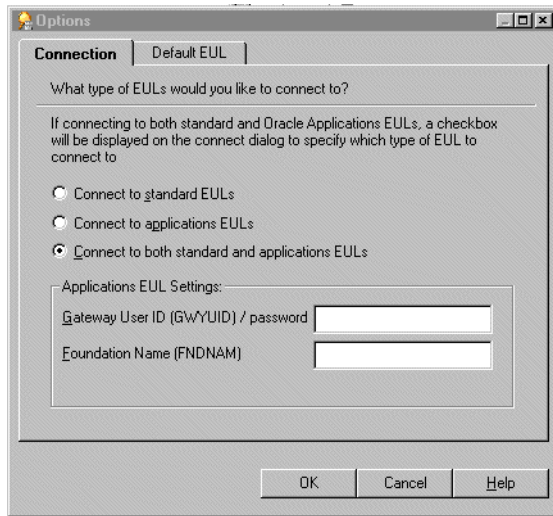 Options
Connection
Default EUL
What type of EULs would you like to connect to?
If connecting to both standard and Oracle Applications EULs, a checkbox
will be displayed on the connect dialog to specify which type of EUL to
connect to
Connect to standard EULs
Connect to applications EULs
Connect to both standard and applications EULs
Applications EUL Settings:
Gateway User ID (GWYUID) / password
Foundation Name (FNDNAM)
OK
Cancel
Help